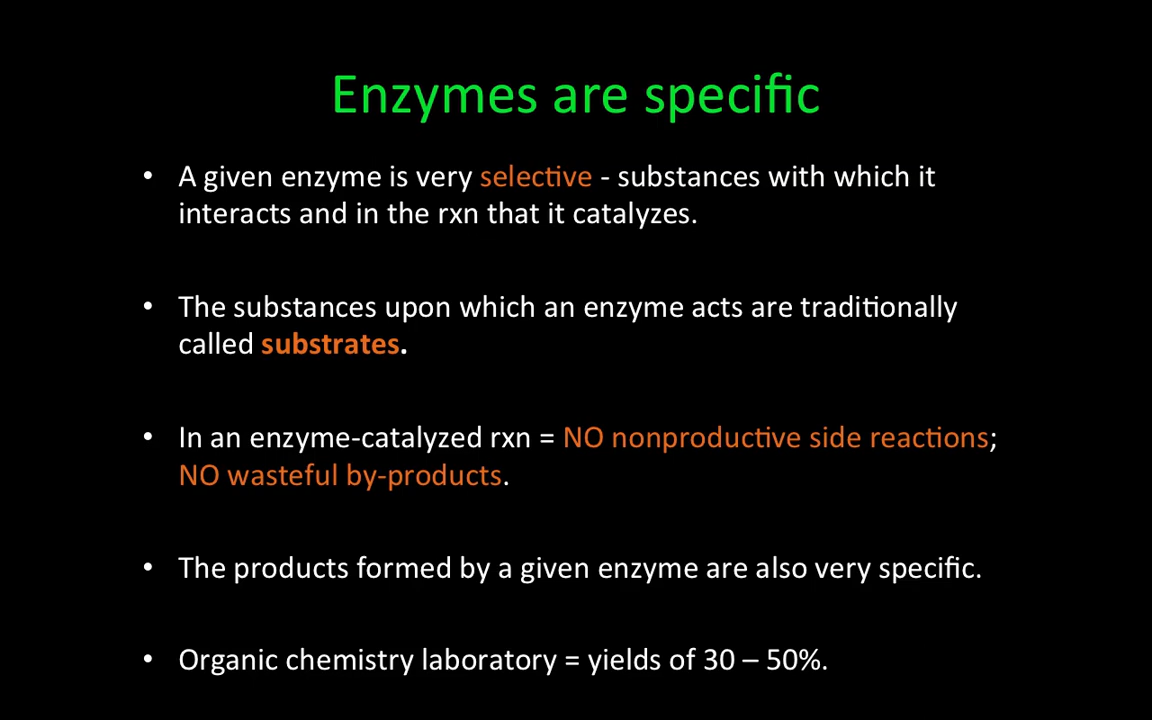 Enzymes are specific
• A given enzyme is very selective - substances with which it
interacts and in the rxn that it catalyzes.
• The substances upon which an enzyme acts are traditionally
called substrates.
• In an enzyme-catalyzed rxn = NO nonproductive side reactions;
NO wasteful by-products.
• The products formed by a given enzyme are also very specific.
• Organic chemistry laboratory = yields of 30 – 50%.